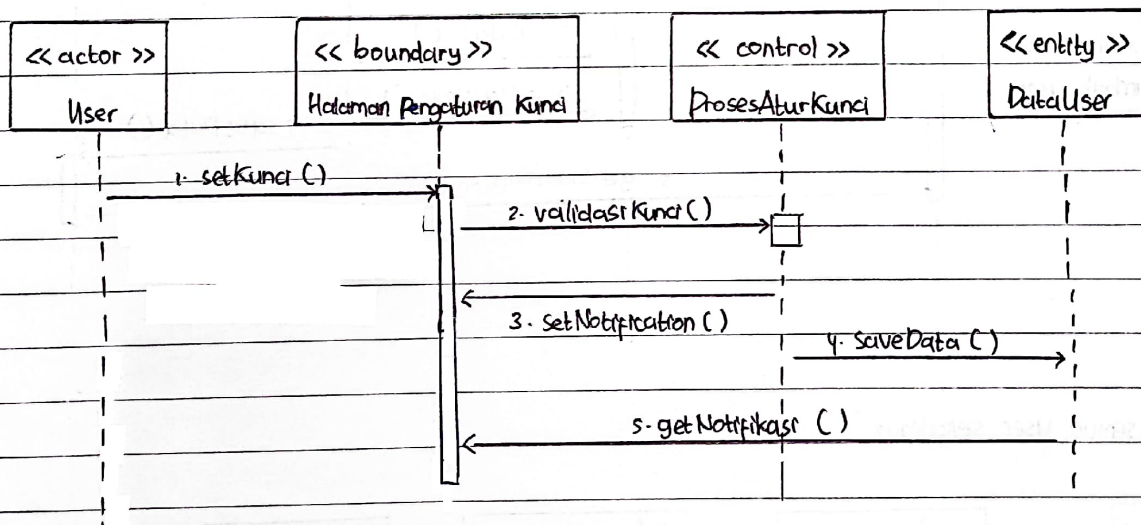 << actor >>
User
<< boundary >>
Halaman Pengaturan Kunci
<< control >>
ProsesAturKunci
<< entity >>
DataUser
1. setKunci ()
2. validasiKunci ()
3. setNotification ()
4. saveData ()
5. getNotifikasi ()